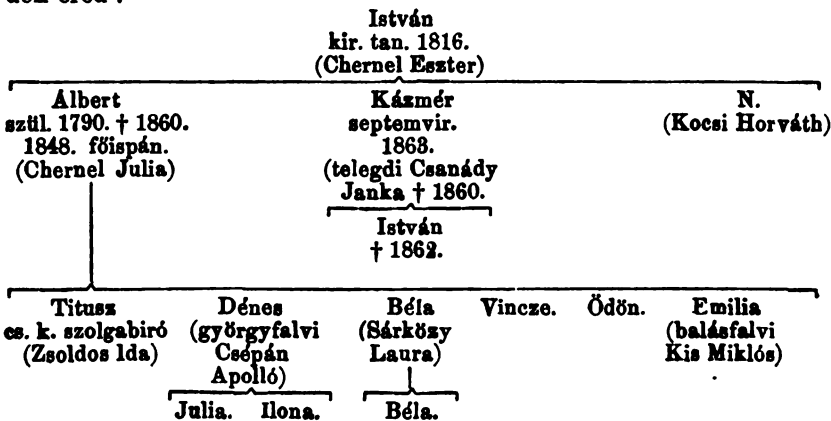 István
kir. tan. 1816.
(Chernel Eszter)
Álbert
szül. 1790. † 1860.
1848. főispán.
(Chernel Julia)
Kázmér
septemvir.
1863.
(telegdi Csanády
Janka † 1860.
István
† 1862.
N.
(Kocsi Horváth)
Titusz
cs. k. szolgabiró
(Zsoldos Ida)
Dénes
(györgyfalvi
Csépán
Apolló)
Julia. Ilona.
Béla
(Sárközy
Laura)
Béla.
Vincze.
Ödön.
Emilia
(balásfalvi
Kis Miklós)